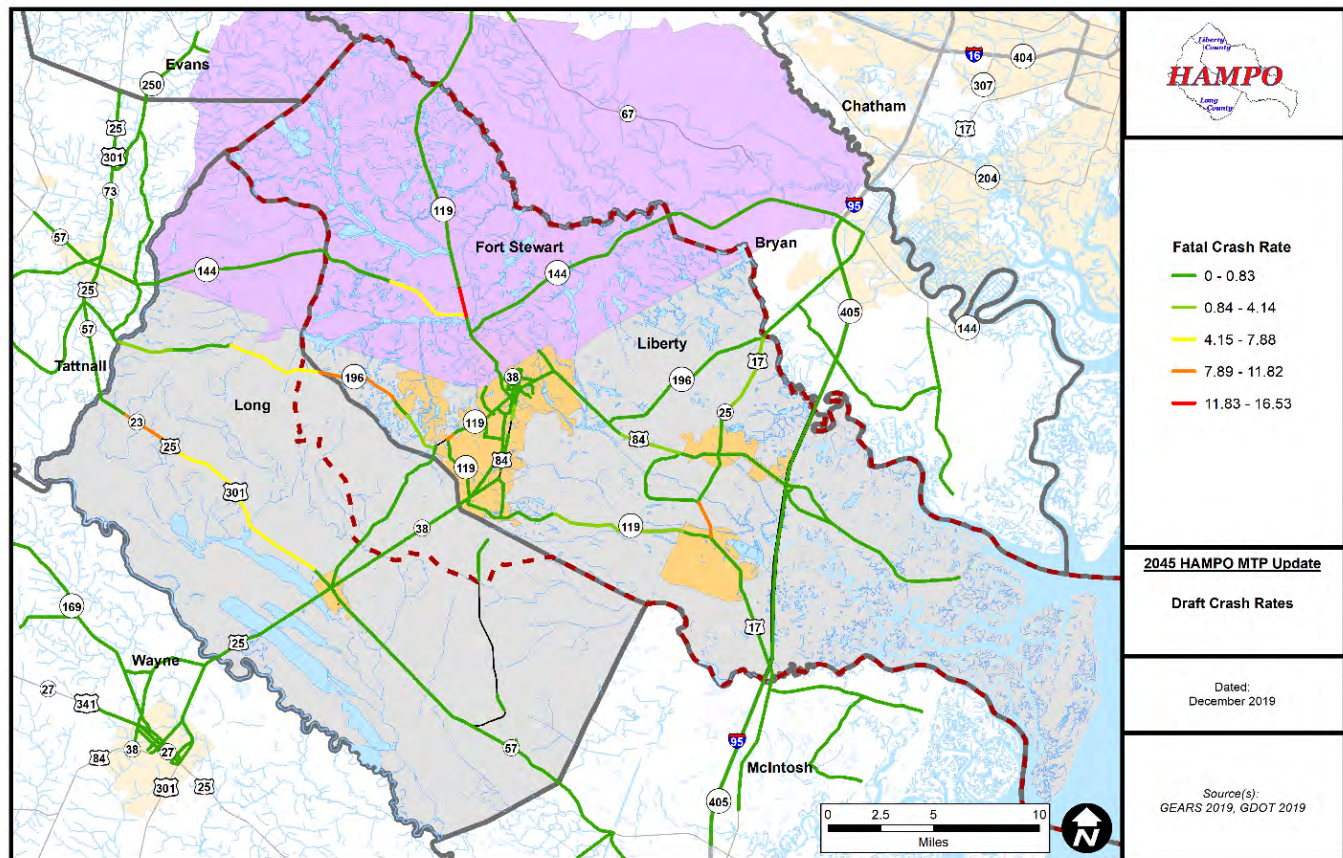 Evans
250
25
301
73
57
25
57
Tattnall
144
119
Fort Stewart
144
67
Chatham
16
404
307
17
204
95
Bryan
405
144
Liberty
38
196
17
25
84
196
Long
119
119
84
23
25
301
38
119
17
169
25
Wayne
27
341
38
27
84
301
25
57
95
405
McIntosh
0 2.5 5 10
Miles
N
Liberty
County
HAMPO
Long
County
Fatal Crash Rate
0 - 0.83
0.84 - 4.14
4.15 - 7.88
7.89 - 11.82
11.83 - 16.53
2045 HAMPO MTP Update
Draft Crash Rates
Dated:
December 2019
Source(s):
GEARS 2019, GDOT 2019